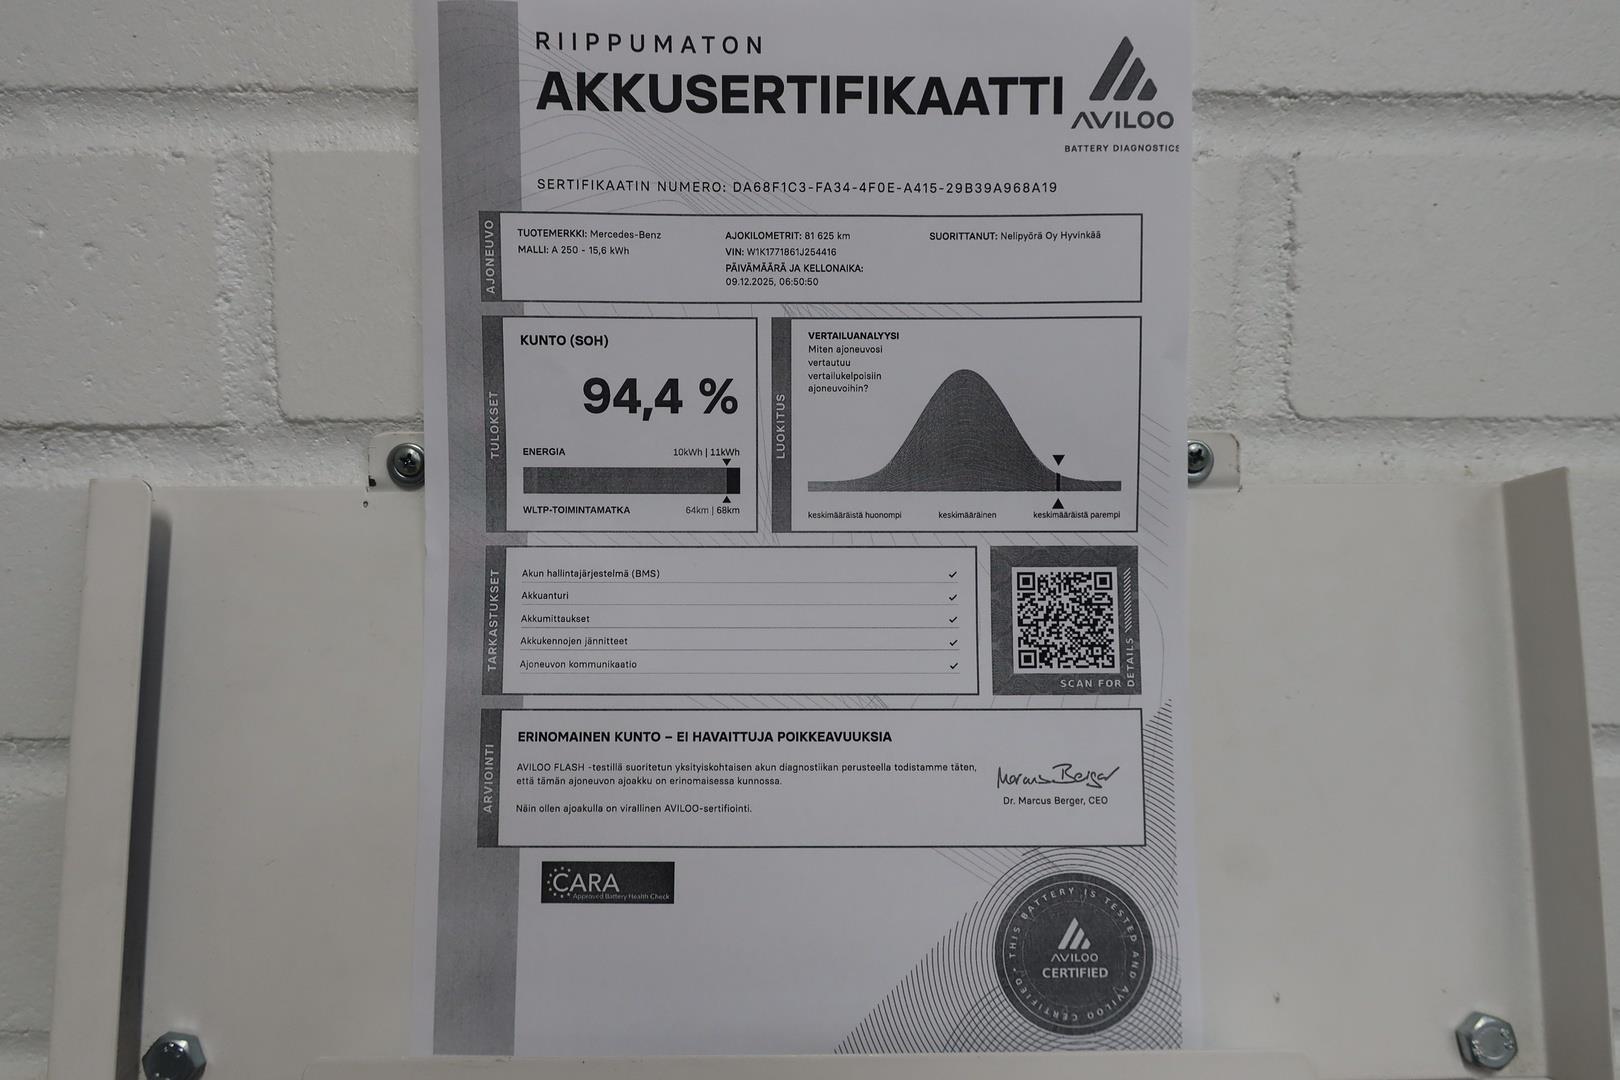 RIIPPUMATON
AKKUSERTIFIKAATTI
AVILOO
BATTERY DIAGNOSTICS
SERTIFIKAATIN NUMERO: DA68F1C3-FA34-4F0E-A415-29B39A968A19
AJONEUVO
TUOTEMERKKI: Mercedes-Benz
MALLI: A 250 - 15,6 kWh
AJOKILOMETRIT: 81 625 km
VIN: W1K1771861J254416
PÄIVÄMÄÄRÄ JA KELLONAIKA:
09.12.2025, 06:50:50
SUORITTANUT: Nelipyörä Oy Hyvinkää
TULOKSET
KUNTO (SOH)
94,4 %
ENERGIA 10kWh | 11kWh
WLTP-TOIMINTAMATKA 64km | 68km
LUOKITUS
VERTAILUANALYYSI
Miten ajoneuvosi
vertautuu
vertailukelpoisiin
ajoneuvoihin?
keskimääräistä huonompi keskimääräinen keskimääräistä parempi
TARKASTUKSET
Akun hallintajärjestelmä (BMS)
Akkuanturi
Akkumittaukset
Akkukennojen jännitteet
Ajoneuvon kommunikaatio
SCAN FOR DETAILS
ARVIOINTI
ERINOMAINEN KUNTO – EI HAVAITTUJA POIKKEAVUUKSIA
AVILOO FLASH -testillä suoritetun yksityiskohtaisen akun diagnostiikan perusteella todistamme täten,
että tämän ajoneuvon ajoakku on erinomaisessa kunnossa.
Näin ollen ajoakulla on virallinen AVILOO-sertifiointi.
Marcus Berger
Dr. Marcus Berger, CEO
CARA
Approved Battery Health Check
THIS BATTERY IS TESTED AND AVILOO CERTIFIED
AVILOO
CERTIFIED